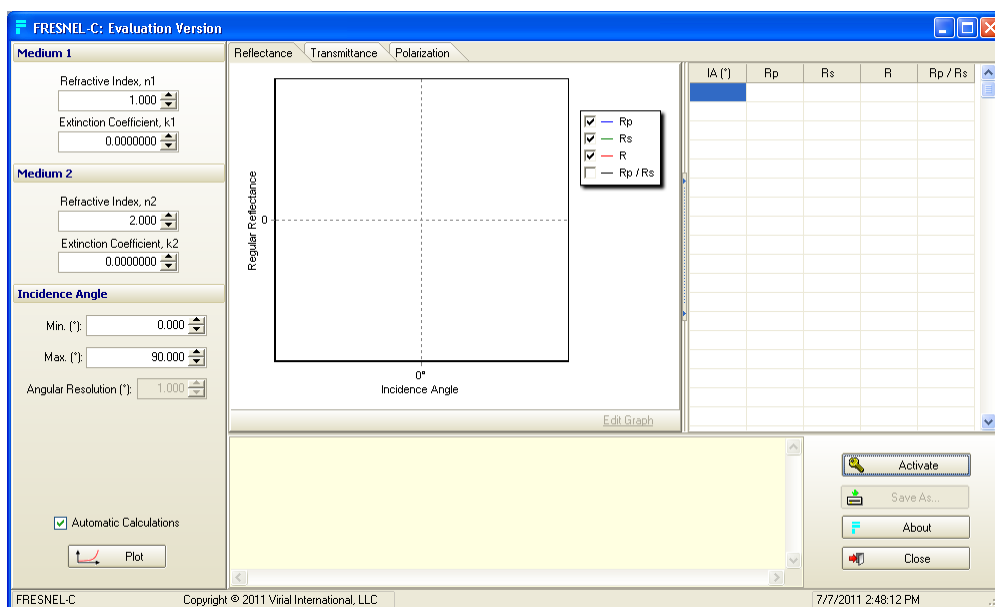 FRESNEL-C: Evaluation Version
Medium 1
Refractive Index, n1
1.000
Extinction Coefficient, k1
0.0000000
Medium 2
Refractive Index, n2
2.000
Extinction Coefficient, k2
0.0000000
Incidence Angle
Min. (°): 0.000
Max. (°): 90.000
Angular Resolution (°): 1.000
Automatic Calculations
Plot
Reflectance Transmittance Polarization
Regular Reflectance
0
0°
Incidence Angle
Rp
Rs
R
Rp / Rs
Edit Graph
IA (°) Rp Rs R Rp / Rs
Activate
Save As...
About
Close
FRESNEL-C Copyright © 2011 Virial International, LLC 7/7/2011 2:48:12 PM